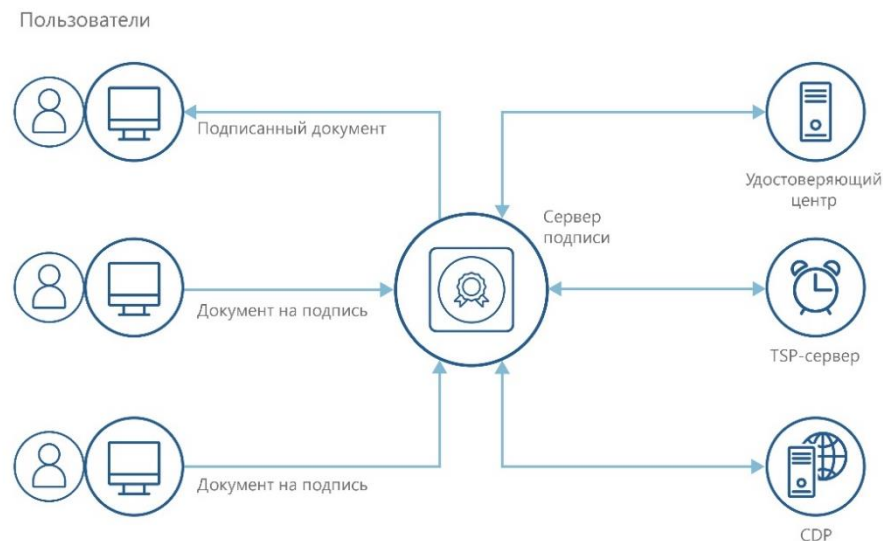 Пользователи
Подписанный документ
Удостоверяющий
центр
Сервер
подписи
Документ на подпись
TSP-сервер
Документ на подпись
CDP